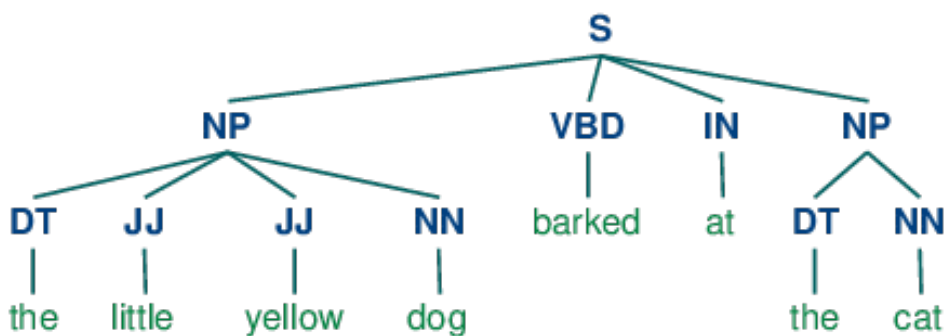 S
NP VBD IN NP
DT JJ JJ NN barked at DT NN
the little yellow dog the cat